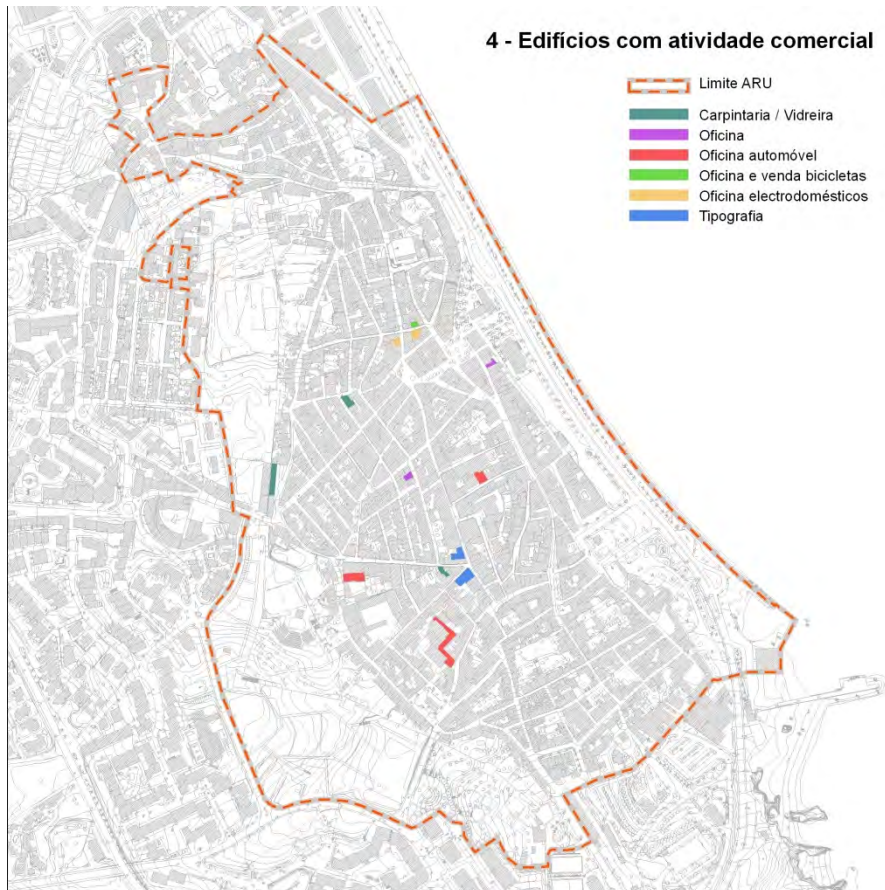 4 - Edifícios com atividade comercial
Limite ARU
Carpintaria / Vidreira
Oficina
Oficina automóvel
Oficina e venda bicicletas
Oficina electrodomésticos
Tipografia